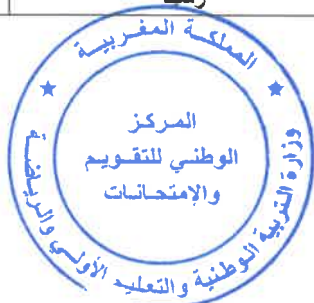 المملكة المغربية
المركز
الوطني للتقويم
والإمتحانات
وزارة التربية الوطنية والتعليم الأولي والرياضة